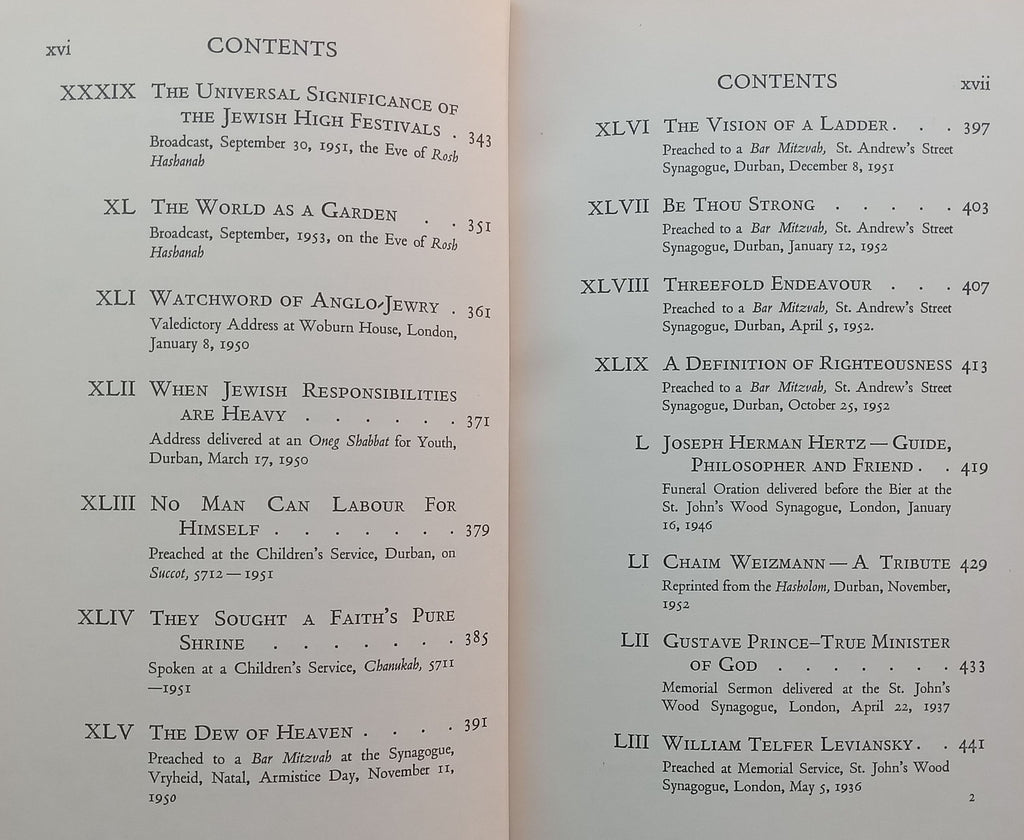 xvi CONTENTS
XXXIX THE UNIVERSAL SIGNIFICANCE OF
THE JEWISH HIGH FESTIVALS . 343
Broadcast, September 30, 1951, the Eve of Rosh
Hashanah
XL THE WORLD AS A GARDEN . . 351
Broadcast, September, 1953, on the Eve of Rosh
Hashanah
XLI WATCHWORD OF ANGLO-JEWRY . 361
Valedictory Address at Woburn House, London,
January 8, 1950
XLII WHEN JEWISH RESPONSIBILITIES
ARE HEAVY . . . . . . 371
Address delivered at an Oneg Shabbat for Youth,
Durban, March 17, 1950
XLIII NO MAN CAN LABOUR FOR
HIMSELF . . . . . . . 379
Preached at the Children's Service, Durban, on
Succot, 5712 — 1951
XLIV THEY SOUGHT A FAITH'S PURE
SHRINE . . . . . . . 385
Spoken at a Children's Service, Chanukah, 5711
—1951
XLV THE DEW OF HEAVEN . . . . 391
Preached to a Bar Mitzvah at the Synagogue,
Vryheid, Natal, Armistice Day, November 11,
1950
CONTENTS xvii
XLVI THE VISION OF A LADDER . . . 397
Preached to a Bar Mitzvah, St. Andrew's Street
Synagogue, Durban, December 8, 1951
XLVII BE THOU STRONG . . . . . 403
Preached to a Bar Mitzvah, St. Andrew's Street
Synagogue, Durban, January 12, 1952
XLVIII THREEFOLD ENDEAVOUR . . . 407
Preached to a Bar Mitzvah, St. Andrew's Street
Synagogue, Durban, April 5, 1952.
XLIX A DEFINITION OF RIGHTEOUSNESS 413
Preached to a Bar Mitzvah, St. Andrew's Street
Synagogue, Durban, October 25, 1952
L JOSEPH HERMAN HERTZ — GUIDE,
PHILOSOPHER AND FRIEND . . 419
Funeral Oration delivered before the Bier at the
St. John's Wood Synagogue, London, January
16, 1946
LI CHAIM WEIZMANN — A TRIBUTE 429
Reprinted from the Hasholom, Durban, November,
1952
LII GUSTAVE PRINCE–TRUE MINISTER
OF GOD . . . . . . . 433
Memorial Sermon delivered at the St. John's
Wood Synagogue, London, April 22, 1937
LIII WILLIAM TELFER LEVIANSKY . . 441
Preached at Memorial Service, St. John's Wood
Synagogue, London, May 5, 1936
2